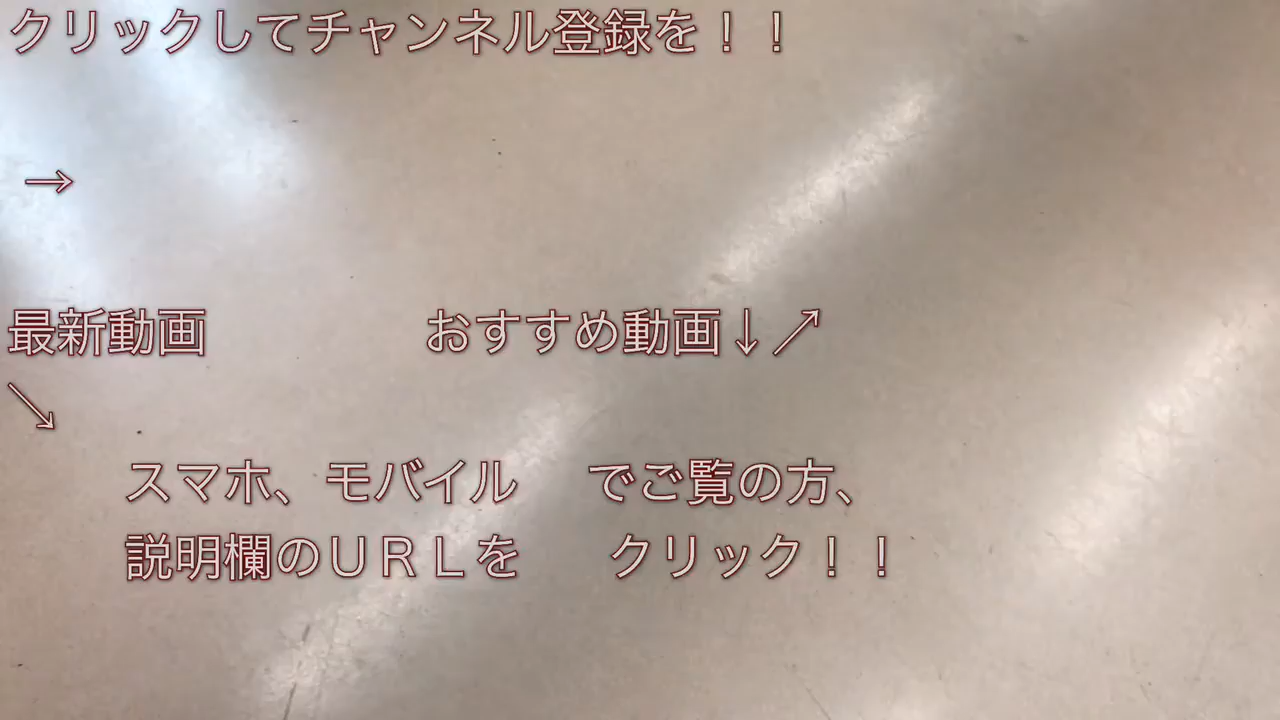 クリックしてチャンネル登録を！！
→
最新動画　おすすめ動画↓↗
↘
スマホ、モバイル　でご覧の方、
説明欄のＵＲＬを　クリック！！